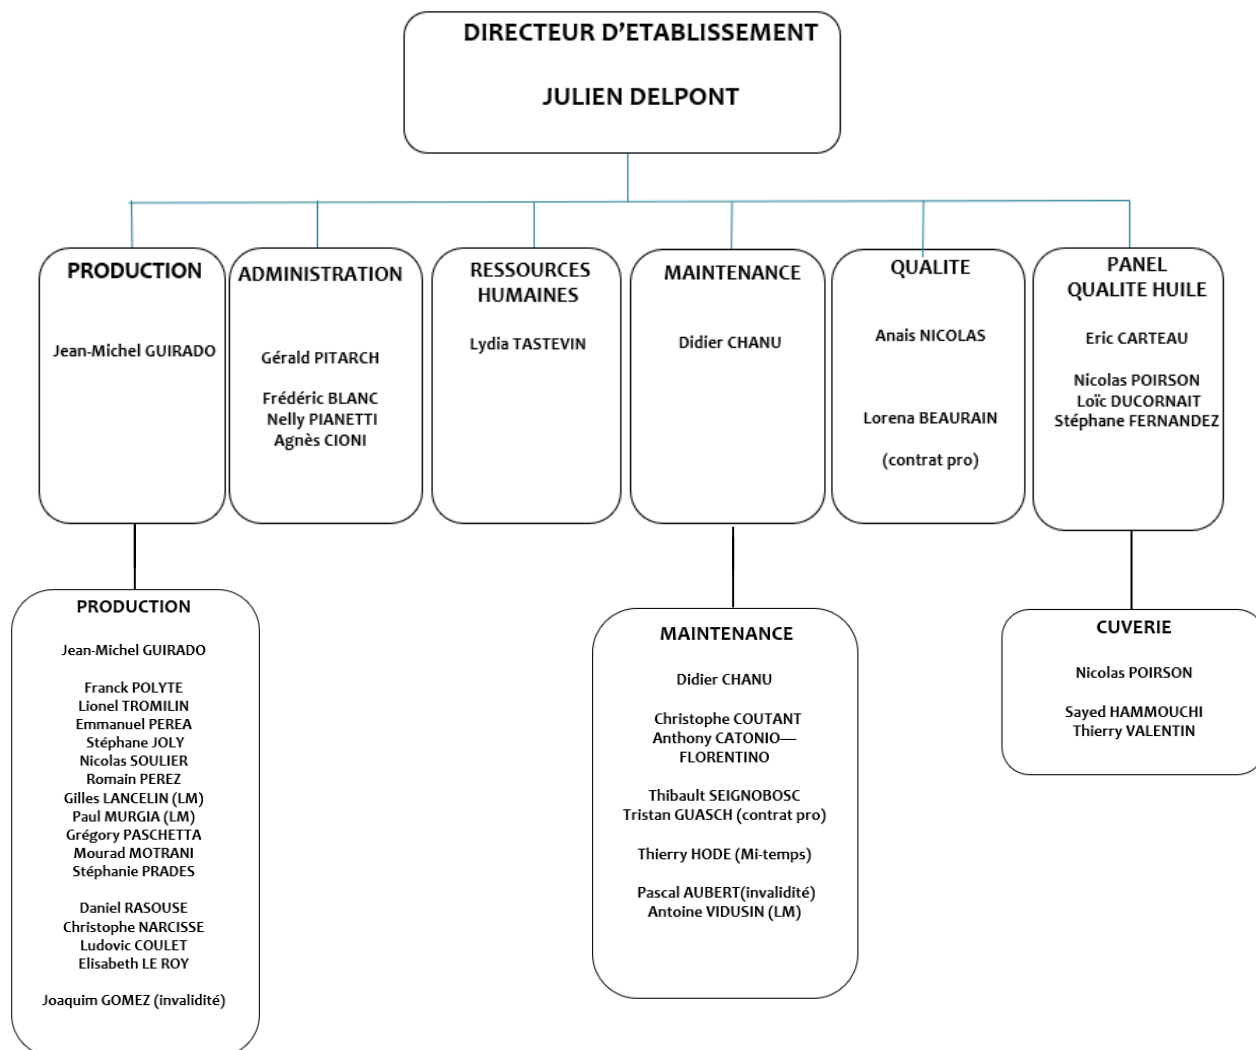 DIRECTEUR D’ETABLISSEMENT
JULIEN DELPONT
PRODUCTION
Jean-Michel GUIRADO
ADMINISTRATION
Gérald PITARCH
Frédéric BLANC
Nelly PIANETTI
Agnès CIONI
RESSOURCES
HUMAINES
Lydia TASTEVIN
MAINTENANCE
Didier CHANU
QUALITE
Anais NICOLAS
Lorena BEAURAIN
(contrat pro)
PANEL
QUALITE HUILE
Eric CARTEAU
Nicolas POIRSON
Loïc DUCORNAIT
Stéphane FERNANDEZ
PRODUCTION
Jean-Michel GUIRADO
Franck POLYTE
Lionel TROMILIN
Emmanuel PEREA
Stéphane JOLY
Nicolas SOULIER
Romain PEREZ
Gilles LANCELIN (LM)
Paul MURGIA (LM)
Grégory PASCHETTA
Mourad MOTRANI
Stéphanie PRADES
Daniel RASOUSE
Christophe NARCISSE
Ludovic COULET
Elisabeth LE ROY
Joaquim GOMEZ (invalidité)
MAINTENANCE
Didier CHANU
Christophe COUTANT
Anthony CATONIO—
FLORENTINO
Thibault SEIGNOBOSC
Tristan GUASCH (contrat pro)
Thierry HODE (Mi-temps)
Pascal AUBERT(invalidité)
Antoine VIDUSIN (LM)
CUVERIE
Nicolas POIRSON
Sayed HAMMOUCHI
Thierry VALENTIN